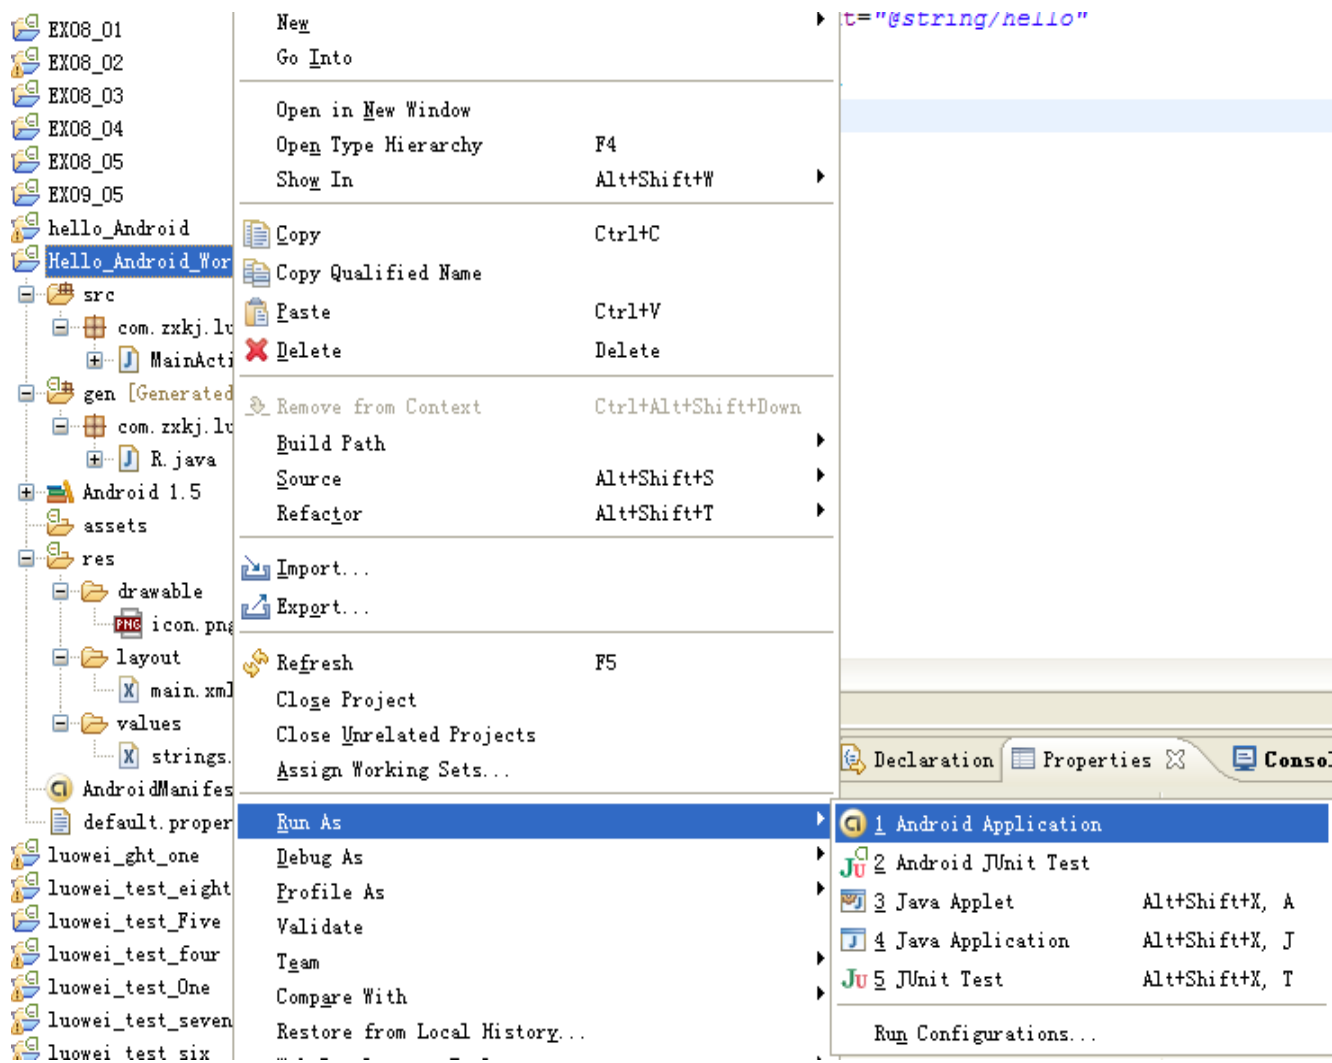 EX08_01
EX08_02
EX08_03
EX08_04
EX08_05
EX09_05
hello_Android
Hello_Android_Wor
src
com.zxkj.lu
MainActi
gen [Generated
com.zxkj.lu
R.java
Android 1.5
assets
res
drawable
icon.png
layout
main.xml
values
strings.
AndroidManifes
default.proper
luowei_ght_one
luowei_test_eight
luowei_test_Five
luowei_test_four
luowei_test_One
luowei_test_seven
luowei_test_six
New
Go Into
Open in New Window
Open Type Hierarchy F4
Show In Alt+Shift+W
Copy Ctrl+C
Copy Qualified Name
Paste Ctrl+V
Delete Delete
Remove from Context Ctrl+Alt+Shift+Down
Build Path
Source Alt+Shift+S
Refactor Alt+Shift+T
Import...
Export...
Refresh F5
Close Project
Close Unrelated Projects
Assign Working Sets...
Run As
Debug As
Profile As
Validate
Team
Compare With
Restore from Local History...
t="@string/hello"
Declaration Properties Consol
1 Android Application
2 Android JUnit Test
3 Java Applet Alt+Shift+X, A
4 Java Application Alt+Shift+X, J
5 JUnit Test Alt+Shift+X, T
Run Configurations...